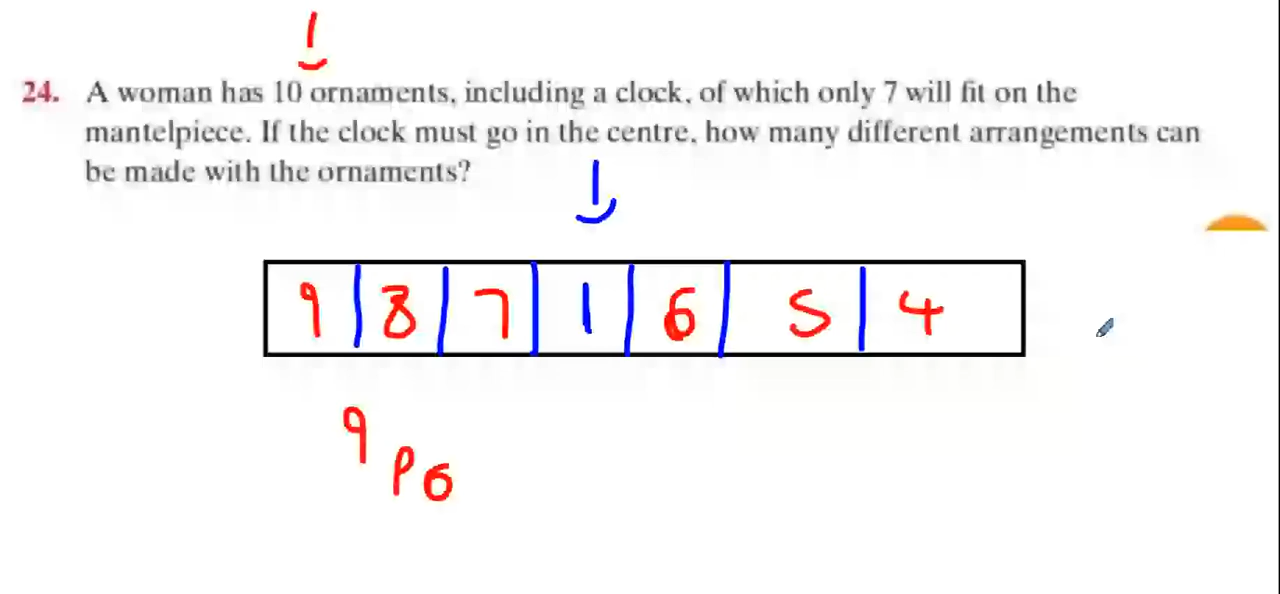 1
24. A woman has 10 ornaments, including a clock, of which only 7 will fit on the
mantelpiece. If the clock must go in the centre, how many different arrangements can
be made with the ornaments?
1
9 8 7 1 6 5 4
9 P 6